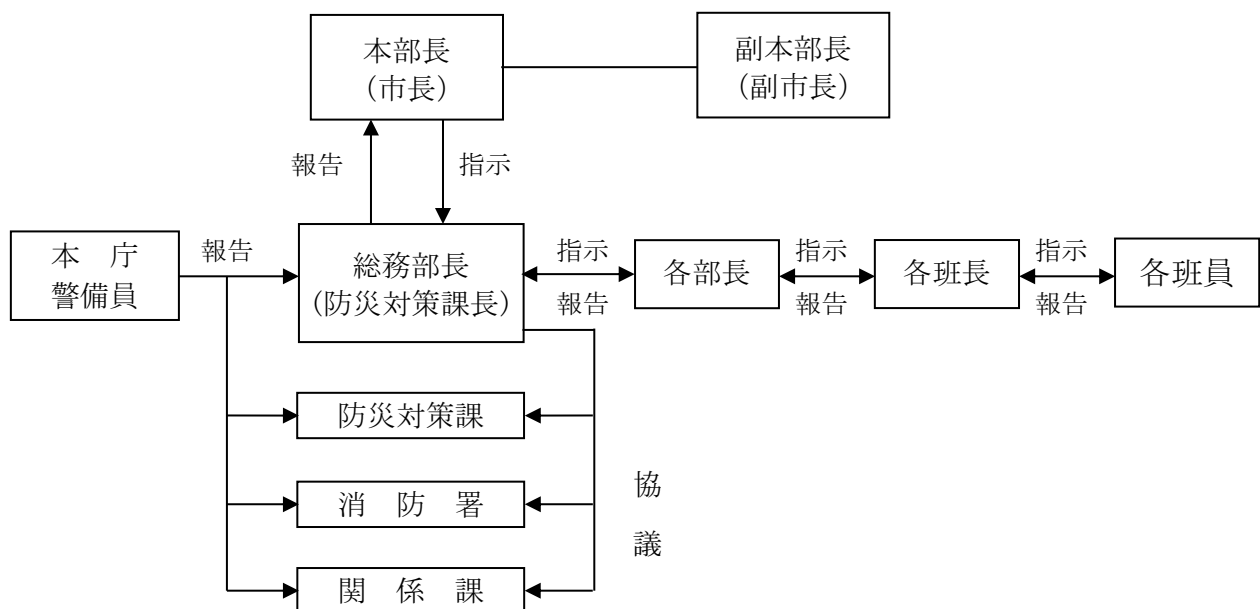 本部長
（市長）
副本部長
（副市長）
報告
指示
本　庁
警備員
報告
総務部長
（防災対策課長）
指示
報告
各部長
指示
報告
各班長
指示
報告
各班員
防災対策課
消　防　署
関　係　課
協
議